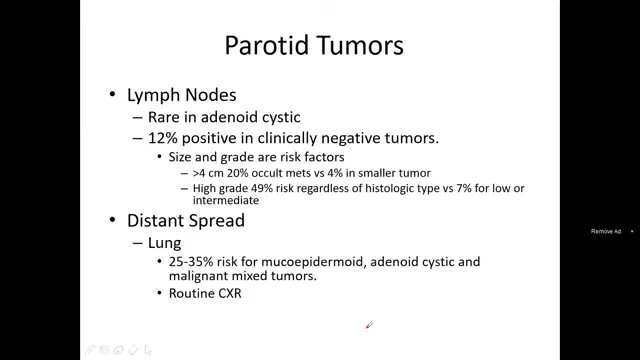 Parotid Tumors
• Lymph Nodes
– Rare in adenoid cystic
– 12% positive in clinically negative tumors.
• Size and grade are risk factors
– >4 cm 20% occult mets vs 4% in smaller tumor
– High grade 49% risk regardless of histologic type vs 7% for low or
intermediate
• Distant Spread
– Lung
• 25-35% risk for mucoepidermoid, adenoid cystic and
malignant mixed tumors.
• Routine CXR
Remove Ad